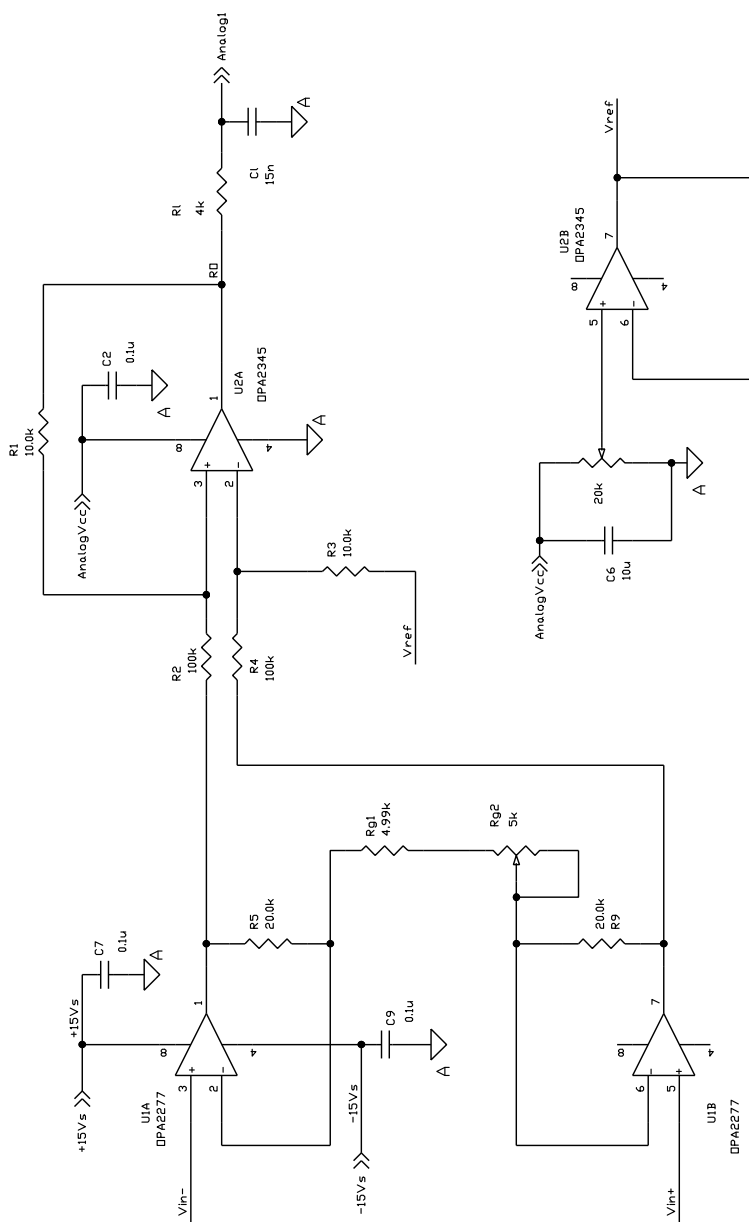 Analog1
A
Cl
15n
Rl
4k
RO
R1
10.0k
C2
0.1u
A
AnalogVcc
U2A
OPA2345
1
8
4
3
+
2
-
A
R3
10.0k
Vref
R2
100k
R4
100k
Vref
U2B
OPA2345
7
8
4
5
+
6
-
20k
A
C6
10u
AnalogVcc
Rg1
4.99k
Rg2
5k
R5
20.0k
20.0k
R9
C7
0.1u
A
+15Vs
+15Vs
1
8
4
3
+
2
-
U1A
OPA2277
C9
0.1u
A
-15Vs
-15Vs
Vin-
7
8
4
6
-
5
+
U1B
OPA2277
Vin+